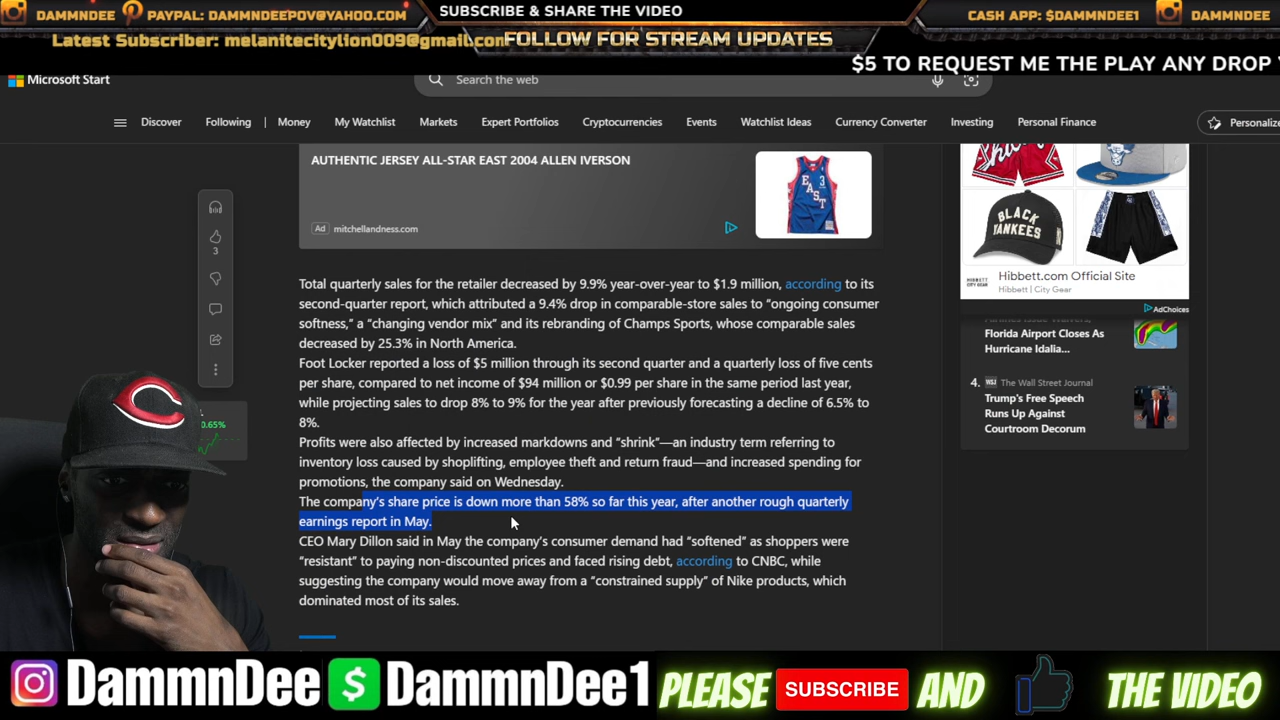 DAMMNDEE
PAYPAL: DAMMNDEEPOV@YAHOO.COM
SUBSCRIBE & SHARE THE VIDEO
CASH APP: $DAMMNDEE1
DAMMNDEE
Latest Subscriber: melanitecitylion009@gmail.com
FOLLOW FOR STREAM UPDATES
$5 TO REQUEST ME THE PLAY ANY DROP
Microsoft Start
Search the web
Discover
Following
Money
My Watchlist
Markets
Expert Portfolios
Cryptocurrencies
Events
Watchlist Ideas
Currency Converter
Investing
Personal Finance
Personalize
AUTHENTIC JERSEY ALL-STAR EAST 2004 ALLEN IVERSON
EAST
3
Ad mitchellandness.com
3
0.65%
Total quarterly sales for the retailer decreased by 9.9% year-over-year to $1.9 million, according to its
second-quarter report, which attributed a 9.4% drop in comparable-store sales to “ongoing consumer
softness,” a “changing vendor mix” and its rebranding of Champs Sports, whose comparable sales
decreased by 25.3% in North America.
Foot Locker reported a loss of $5 million through its second quarter and a quarterly loss of five cents
per share, compared to net income of $94 million or $0.99 per share in the same period last year,
while projecting sales to drop 8% to 9% for the year after previously forecasting a decline of 6.5% to
8%.
Profits were also affected by increased markdowns and “shrink”—an industry term referring to
inventory loss caused by shoplifting, employee theft and return fraud—and increased spending for
promotions, the company said on Wednesday.
The company’s share price is down more than 58% so far this year, after another rough quarterly
earnings report in May.
CEO Mary Dillon said in May the company’s consumer demand had “softened” as shoppers were
“resistant” to paying non-discounted prices and faced rising debt, according to CNBC, while
suggesting the company would move away from a “constrained supply” of Nike products, which
dominated most of its sales.
BLACK
YANKEES
Hibbett.com Official Site
Hibbett | City Gear
AdChoices
Florida Airport Closes As
Hurricane Idalia...
4. WSJ The Wall Street Journal
Trump's Free Speech
Runs Up Against
Courtroom Decorum
DammnDee
$ DammnDee1
PLEASE
SUBSCRIBE
AND
THE VIDEO